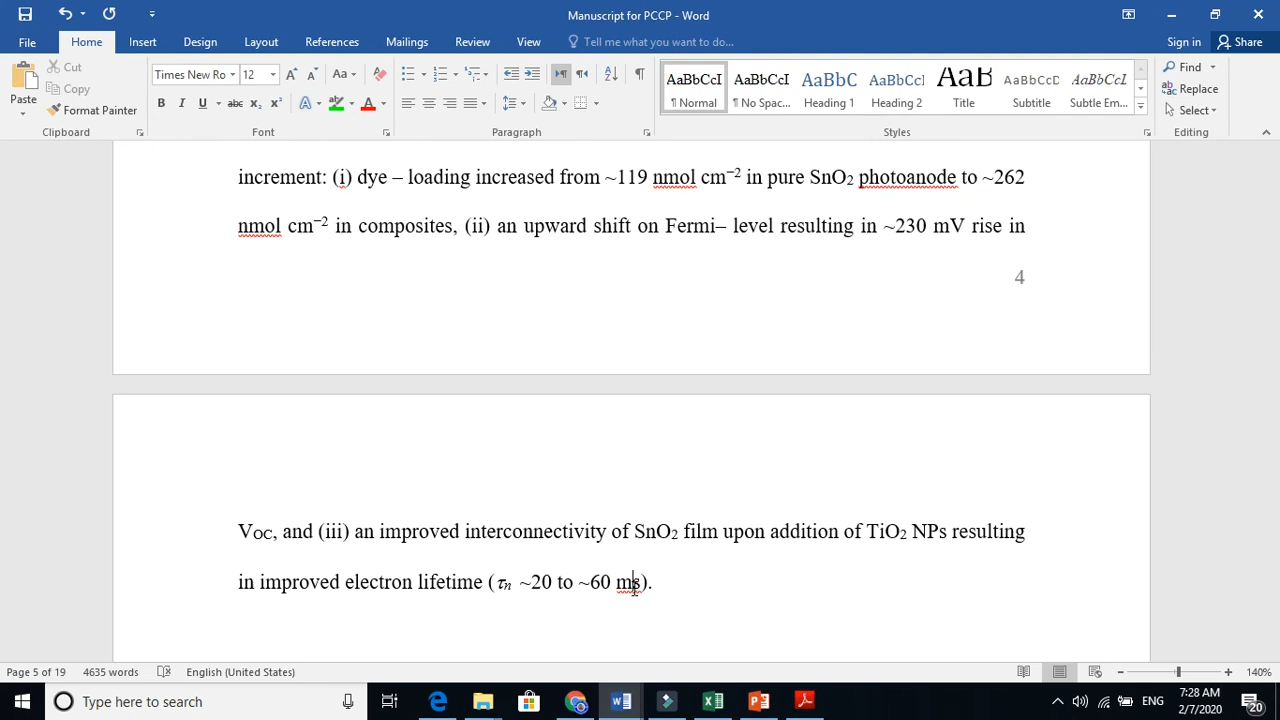 Manuscript for PCCP - Word
File Home Insert Design Layout References Mailings Review View Tell me what you want to do... Sign in Share
Cut
Copy
Format Painter
Paste
Times New Ro 12
Clipboard Font Paragraph Styles Editing
AaBbCcI AaBbCcI AaBbC AaBbCcI AaB AaBbCcI AaBbCcI
¶ Normal ¶ No Spac... Heading 1 Heading 2 Title Subtitle Subtle Em...
Find
Replace
Select
increment: (i) dye – loading increased from ~119 nmol cm⁻² in pure SnO₂ photoanode to ~262
nmol cm⁻² in composites, (ii) an upward shift on Fermi– level resulting in ~230 mV rise in
4
VOC, and (iii) an improved interconnectivity of SnO₂ film upon addition of TiO₂ NPs resulting
in improved electron lifetime (τₙ ~20 to ~60 ms).
Page 5 of 19 4635 words English (United States) 140%
Type here to search
ENG
7:28 AM
2/7/2020
20